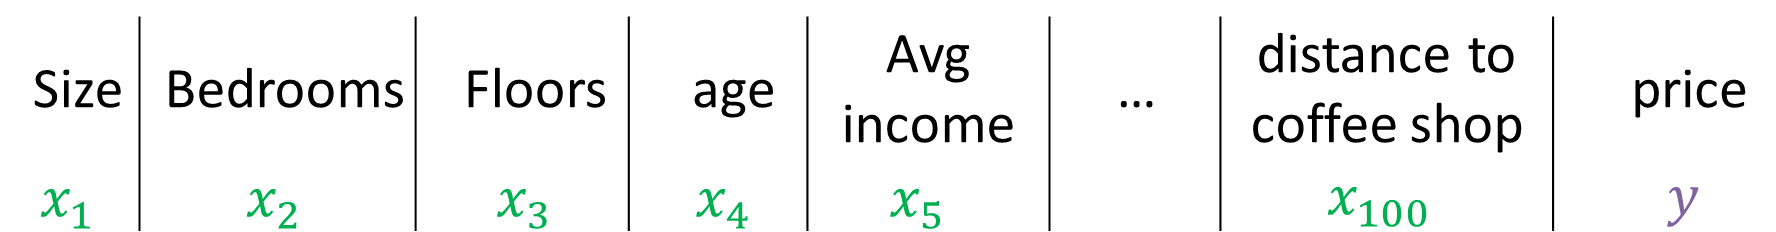 Size Bedrooms Floors age Avg income ... distance to coffee shop price
x₁ x₂ x₃ x₄ x₅ x₁₀₀ y